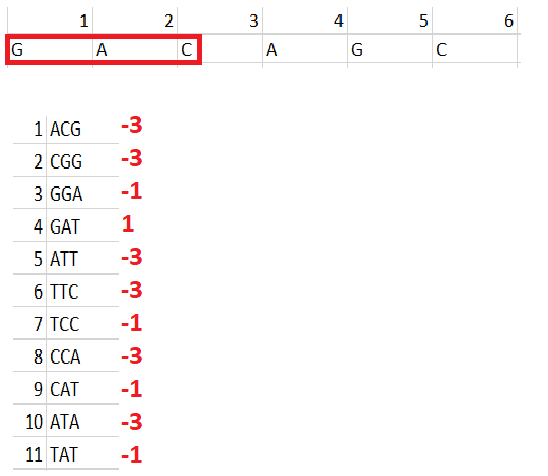 1 2 3 4 5 6
G A C A G C
1 ACG -3
2 CGG -3
3 GGA -1
4 GAT 1
5 ATT -3
6 TTC -3
7 TCC -1
8 CCA -3
9 CAT -1
10 ATA -3
11 TAT -1